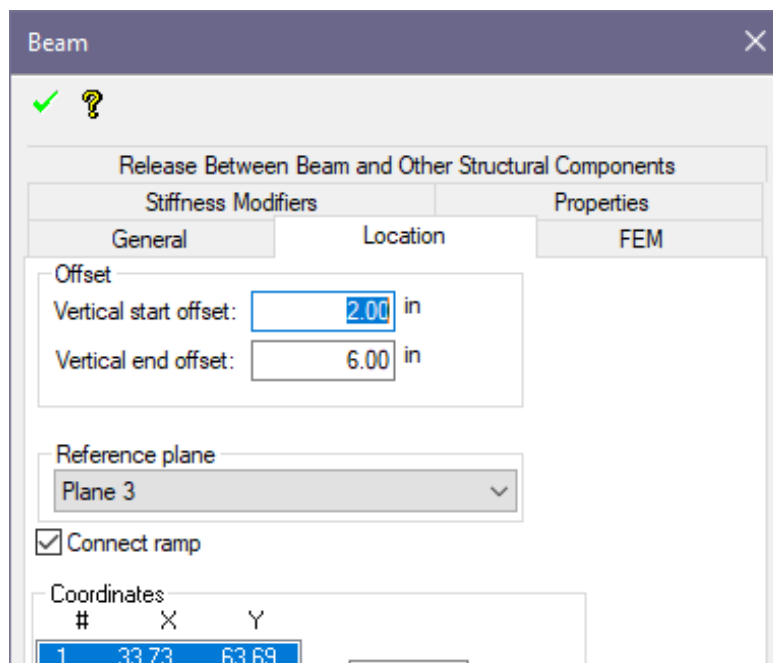 Beam
Release Between Beam and Other Structural Components
Stiffness Modifiers Properties
General Location FEM
Offset
Vertical start offset: 2.00 in
Vertical end offset: 6.00 in
Reference plane
Plane 3
Connect ramp
Coordinates
# X Y
1 33.73 63.69